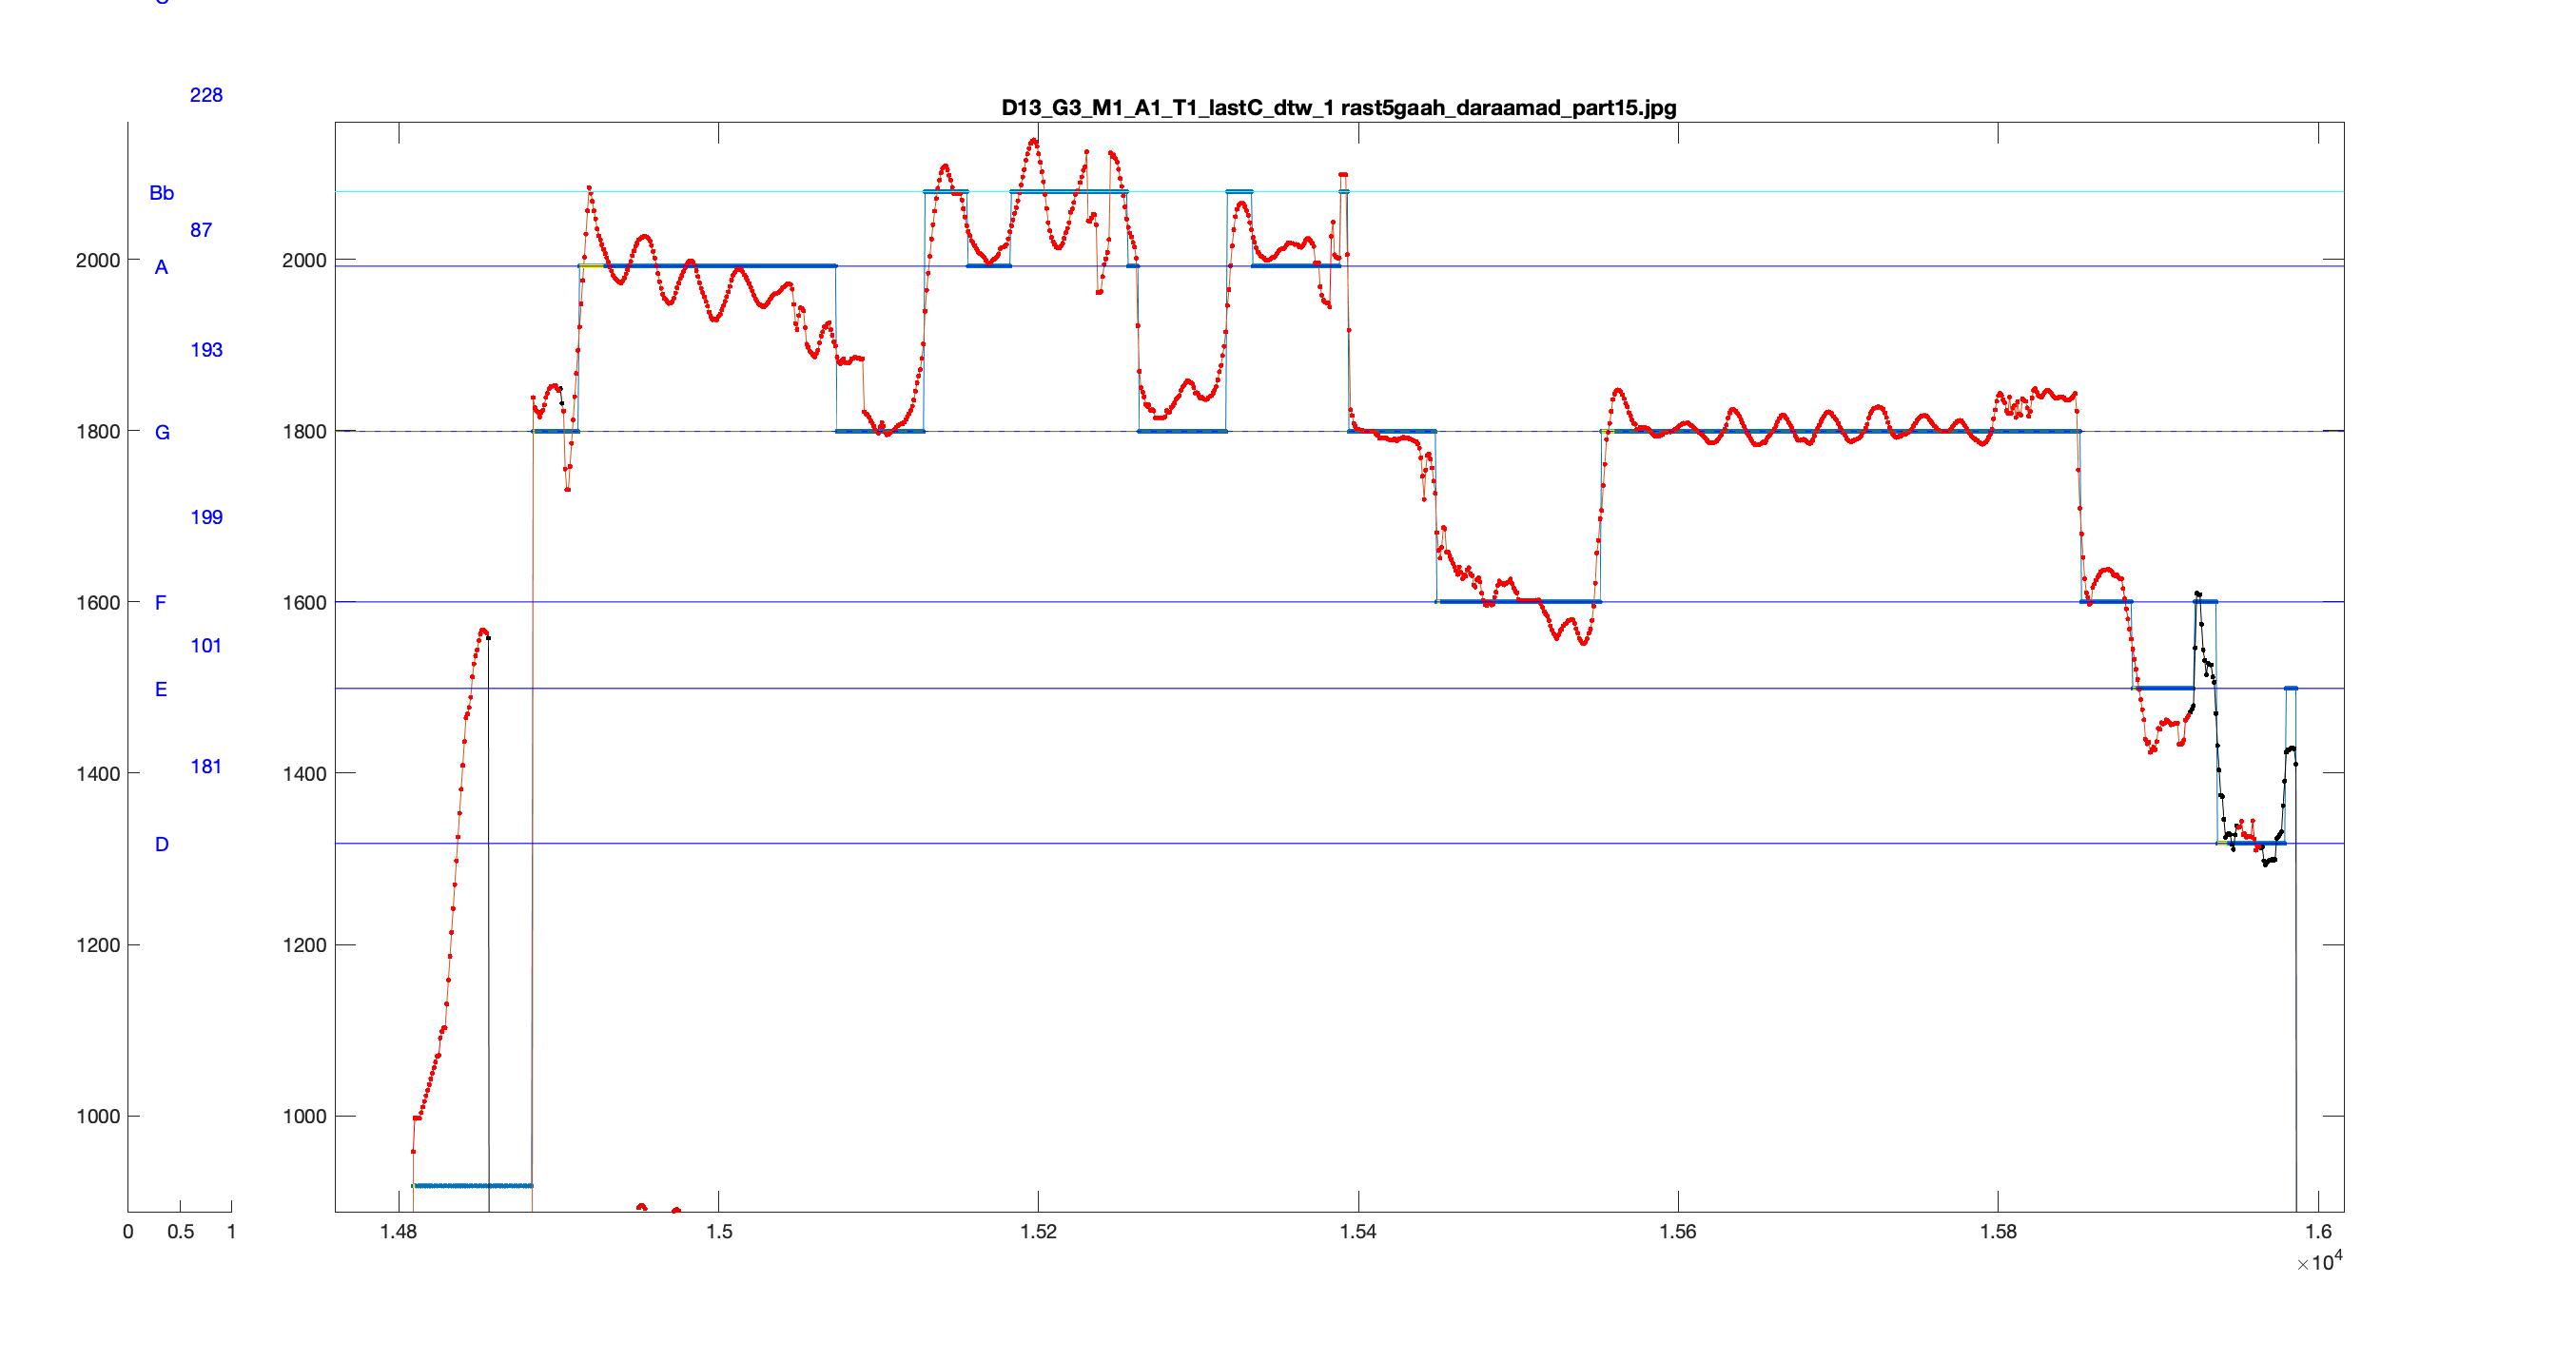 228
D13_G3_M1_A1_T1_lastC_dtw_1 rast5gaah_daraamad_part15.jpg
Bb
87
2000 A 2000
193
1800 G 1800
199
1600 F 1600
101
E
1400 181 1400
D
1200 1200
1000 1000
0 0.5 1 1.48 1.5 1.52 1.54 1.56 1.58 1.6
×10⁴